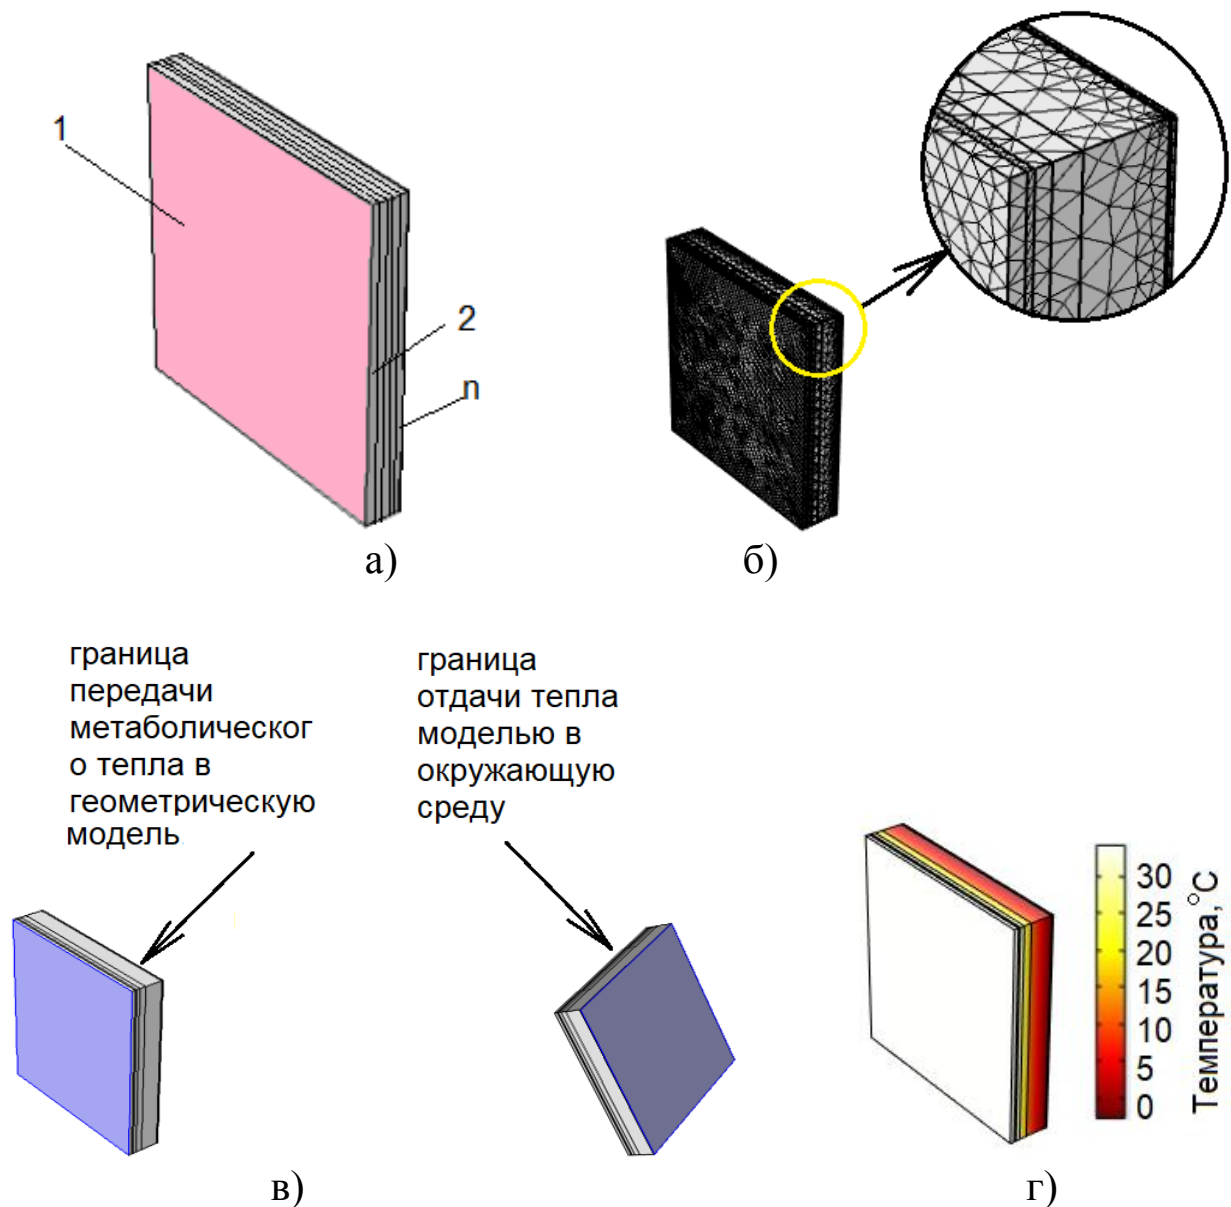 1
2
n
а)
б)
граница
передачи
метаболическог
о тепла в
геометрическую
модель
граница
отдачи тепла
моделью в
окружающую
среду
30
25
20
15
10
5
0
Температура,°C
в)
г)